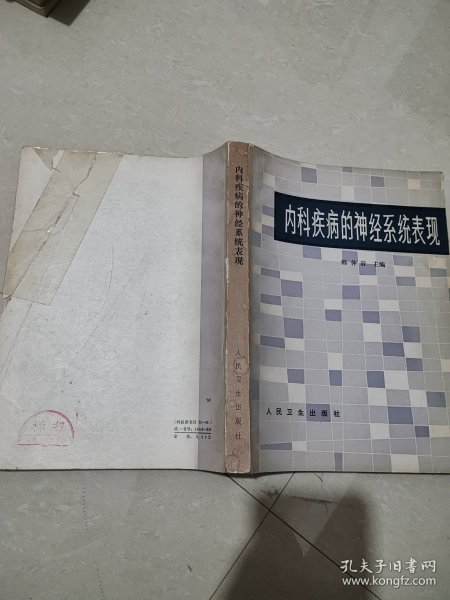 内科疾病的神经系统表现
主编
人民卫生出版社
内科疾病的神经系统表现
人民卫生出版社
孔夫子旧书网
www.kongfz.com